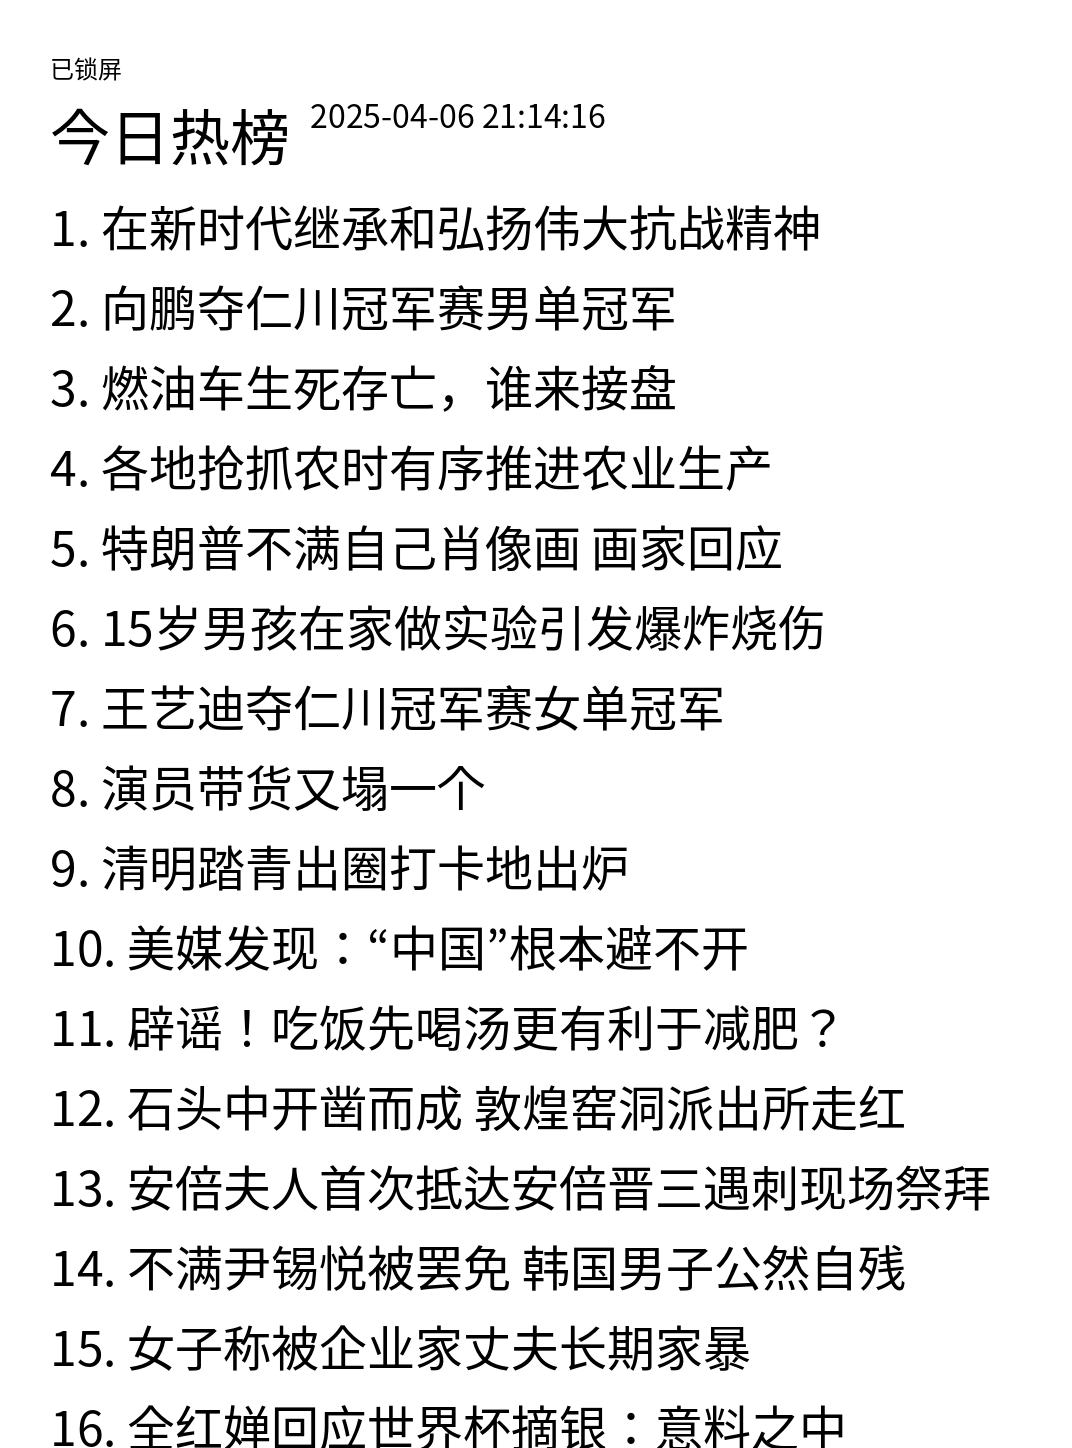 已锁屏
今日热榜 2025-04-06 21:14:16
1. 在新时代继承和弘扬伟大抗战精神
2. 向鹏夺仁川冠军赛男单冠军
3. 燃油车生死存亡，谁来接盘
4. 各地抢抓农时有序推进农业生产
5. 特朗普不满自己肖像画 画家回应
6. 15岁男孩在家做实验引发爆炸烧伤
7. 王艺迪夺仁川冠军赛女单冠军
8. 演员带货又塌一个
9. 清明踏青出圈打卡地出炉
10. 美媒发现：“中国”根本避不开
11. 辟谣！吃饭先喝汤更有利于减肥？
12. 石头中开凿而成 敦煌窑洞派出所走红
13. 安倍夫人首次抵达安倍晋三遇刺现场祭拜
14. 不满尹锡悦被罢免 韩国男子公然自残
15. 女子称被企业家丈夫长期家暴
16. 全红婵回应世界杯摘银：意料之中